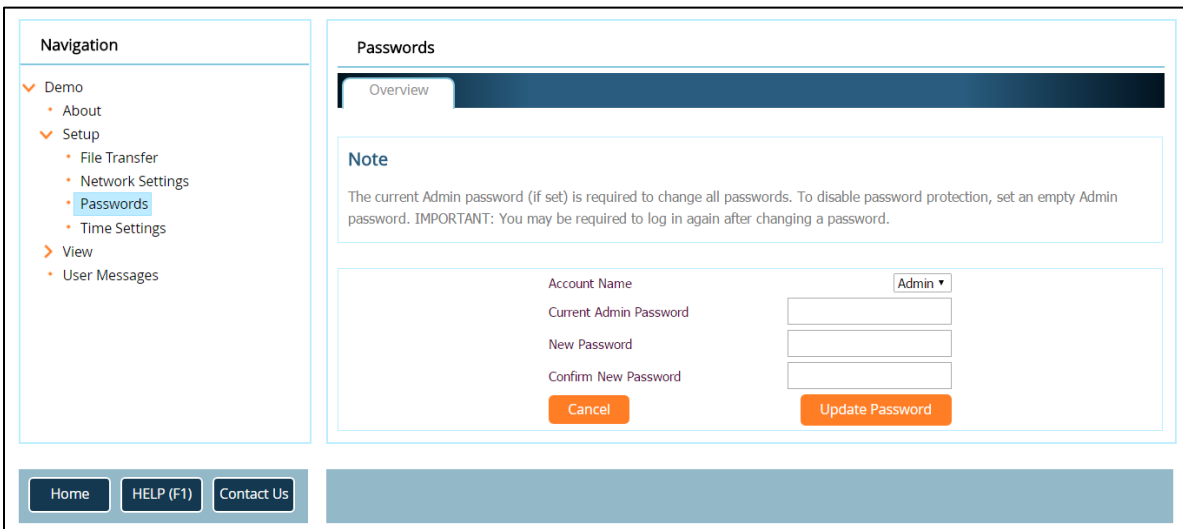 Navigation
Demo
About
Setup
File Transfer
Network Settings
Passwords
Time Settings
View
User Messages
Passwords
Overview
Note
The current Admin password (if set) is required to change all passwords. To disable password protection, set an empty Admin
password. IMPORTANT: You may be required to log in again after changing a password.
Account Name Admin
Current Admin Password
New Password
Confirm New Password
Cancel Update Password
Home HELP (F1) Contact Us